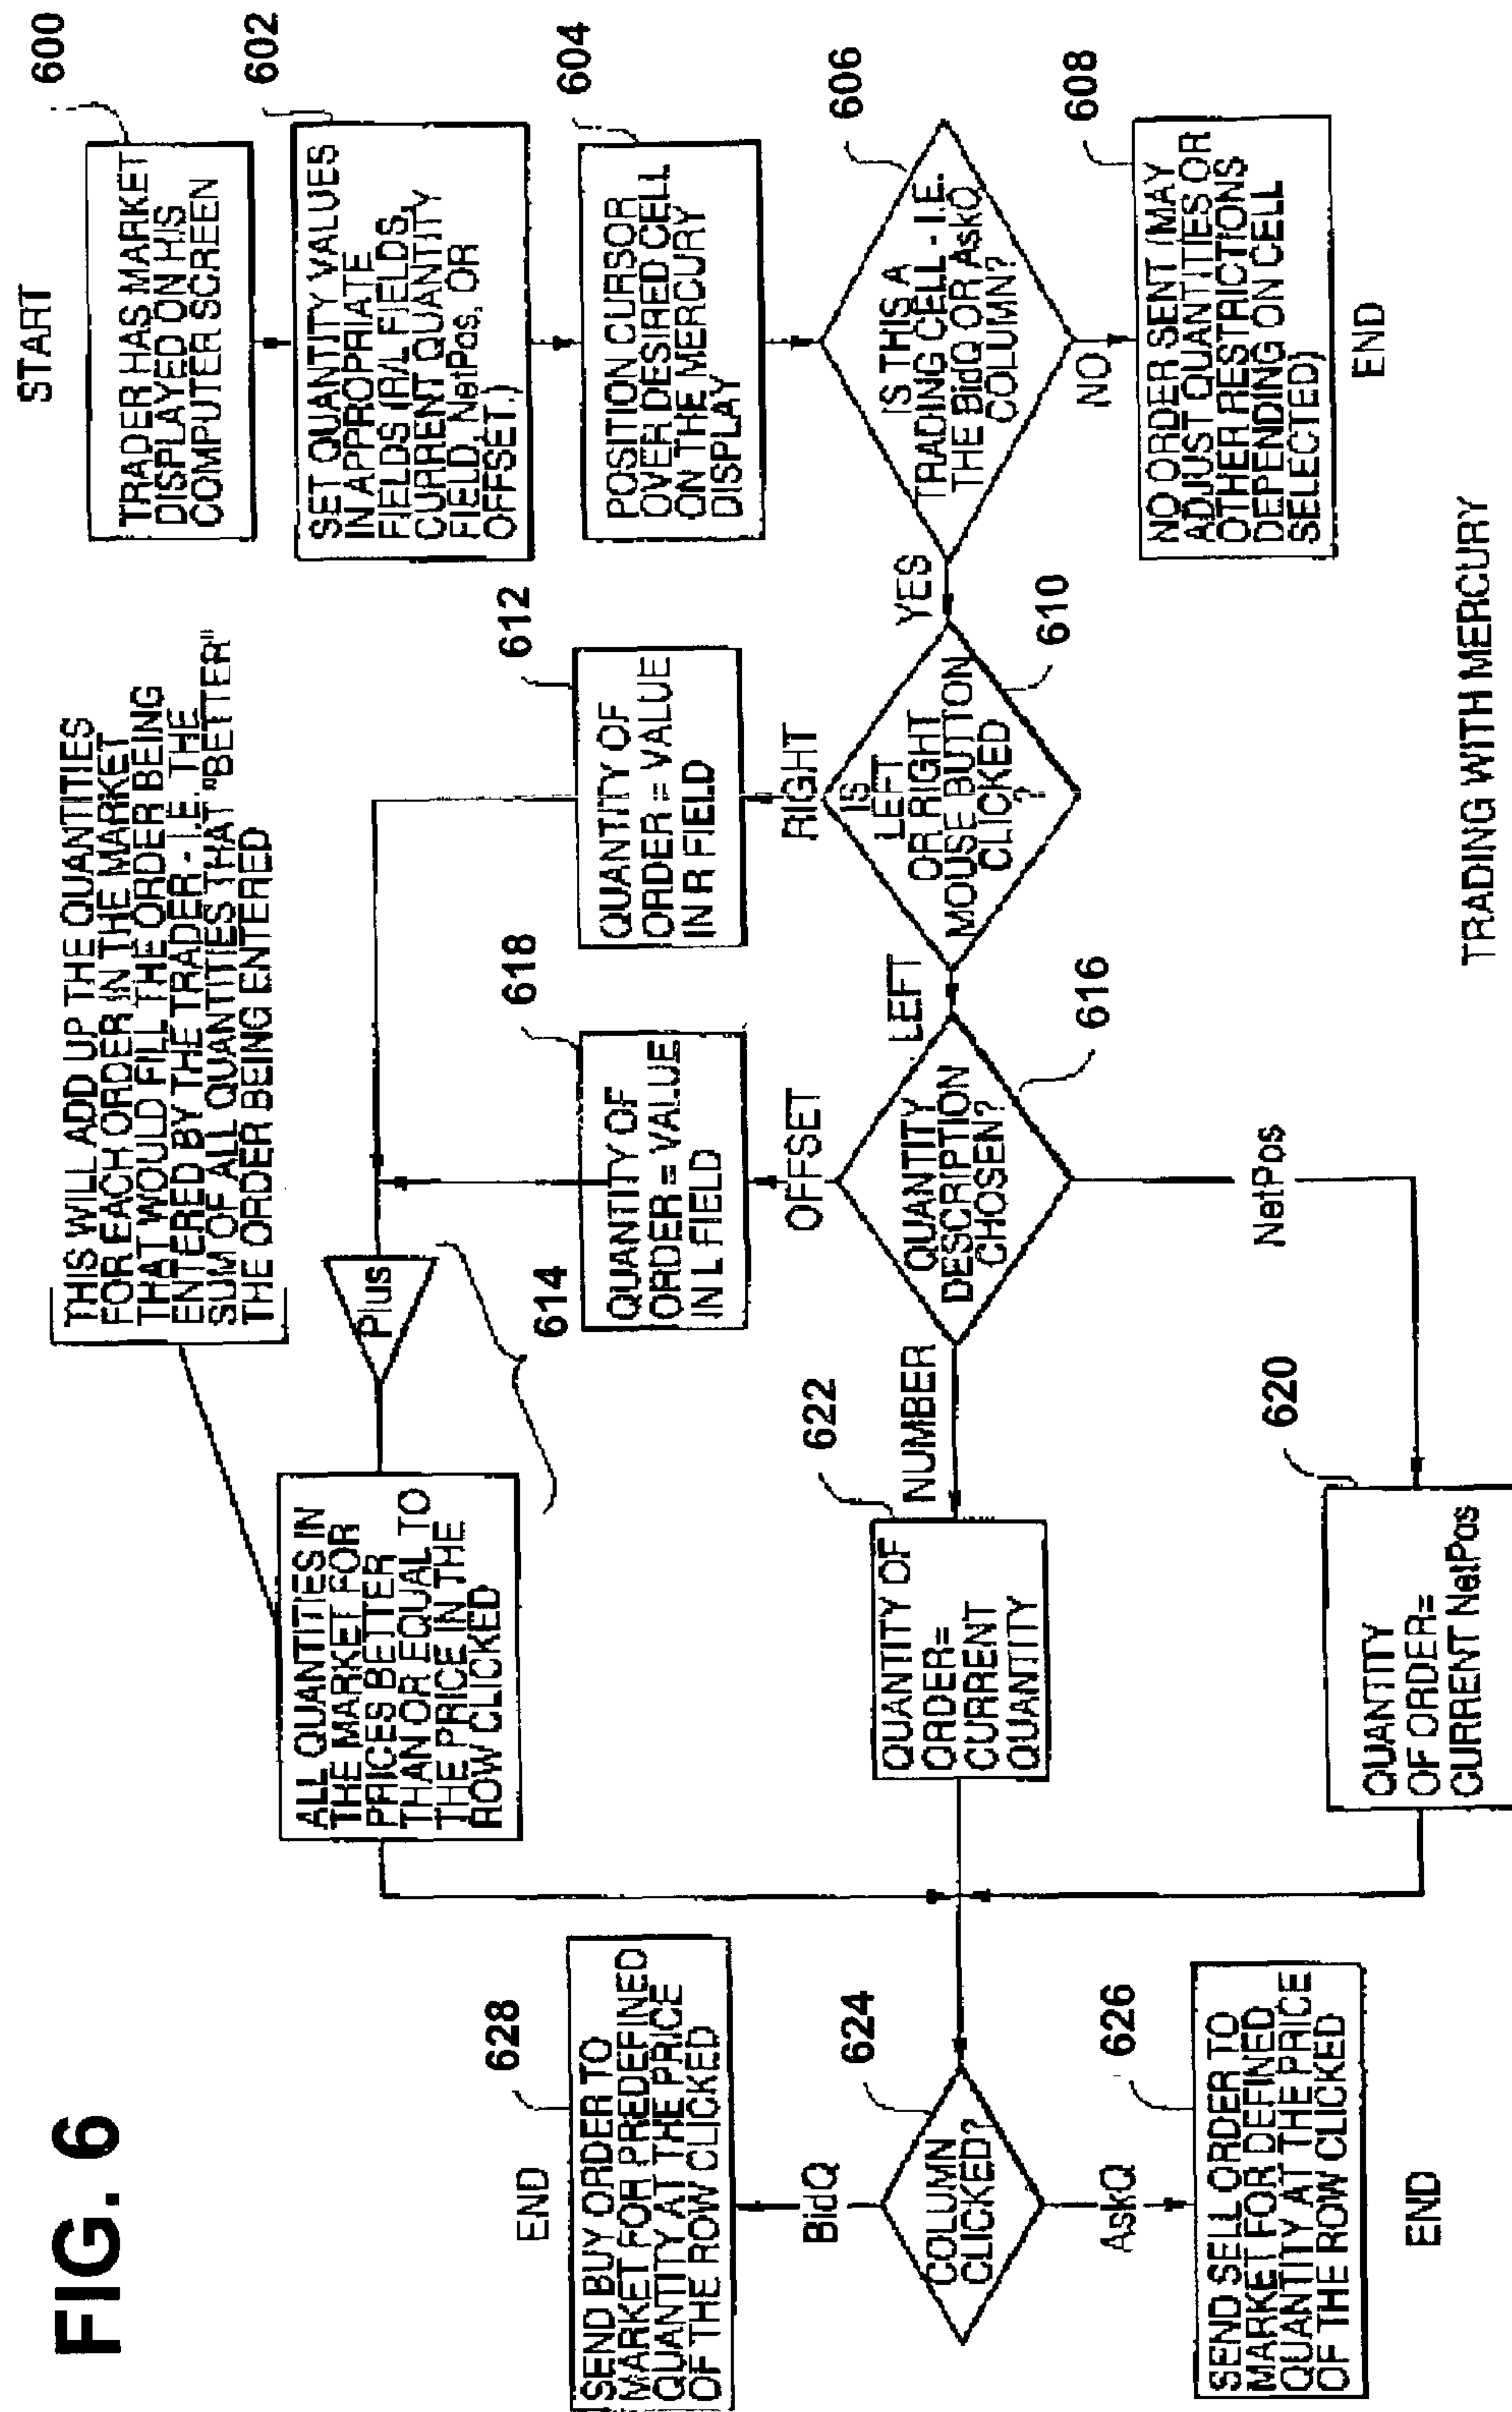 FIG. 6
START
600
TRADER HAS MARKET
DISPLAYED ON HIS
COMPUTER SCREEN
602
SET QUANTITY VALUES
IN APPROPRIATE
FIELDS (R/L FIELDS,
CURRENT QUANTITY
FIELD, NetPos, OR
OFFSET.)
604
POSITION CURSOR
OVER DESIRED CELL
ON THE MERCURY
DISPLAY
606
IS THIS A
TRADING CELL - I.E.
THE BidQ OR AskQ
COLUMN?
NO
608
NO ORDER SENT (MAY
ADJUST QUANTITIES OR
OTHER RESTRICTIONS
DEPENDING ON CELL
SELECTED)
END
YES
610
IS
LEFT
OR RIGHT
MOUSE BUTTON
CLICKED
?
RIGHT
612
QUANTITY OF
ORDER = VALUE
IN R FIELD
LEFT
616
QUANTITY
DESCRIPTION
CHOSEN?
OFFSET
618
QUANTITY OF
ORDER = VALUE
IN L FIELD
THIS WILL ADD UP THE QUANTITIES
FOR EACH ORDER IN THE MARKET
THAT WOULD FILL THE ORDER BEING
ENTERED BY THE TRADER - I.E. THE
SUM OF ALL QUANTITIES THAT "BETTER"
THE ORDER BEING ENTERED
Plus
614
ALL QUANTITIES IN
THE MARKET FOR
PRICES BETTER
THAN OR EQUAL TO
THE PRICE IN THE
ROW CLICKED
NUMBER
622
QUANTITY OF
ORDER=
CURRENT
QUANTITY
NetPos
620
QUANTITY
OF ORDER=
CURRENT NetPos
624
COLUMN
CLICKED?
BidQ
628
SEND BUY ORDER TO
MARKET FOR PREDEFINED
QUANTITY AT THE PRICE
OF THE ROW CLICKED
END
AskQ
626
SEND SELL ORDER TO
MARKET FOR DEFINED
QUANTITY AT THE PRICE
OF THE ROW CLICKED
END
TRADING WITH MERCURY